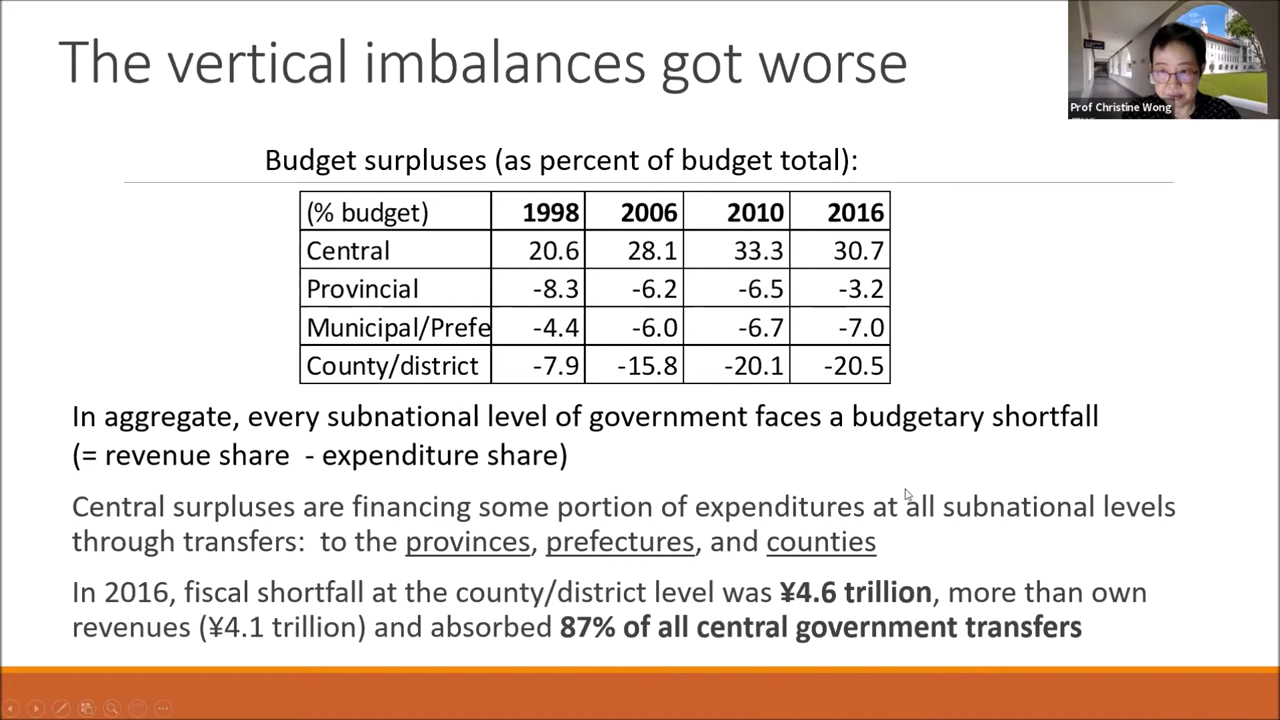 The vertical imbalances got worse
Prof Christine Wong
Budget surpluses (as percent of budget total):
(% budget) 1998 2006 2010 2016
Central 20.6 28.1 33.3 30.7
Provincial -8.3 -6.2 -6.5 -3.2
Municipal/Prefe -4.4 -6.0 -6.7 -7.0
County/district -7.9 -15.8 -20.1 -20.5
In aggregate, every subnational level of government faces a budgetary shortfall
(= revenue share - expenditure share)
Central surpluses are financing some portion of expenditures at all subnational levels
through transfers: to the provinces, prefectures, and counties
In 2016, fiscal shortfall at the county/district level was ¥4.6 trillion, more than own
revenues (¥4.1 trillion) and absorbed 87% of all central government transfers